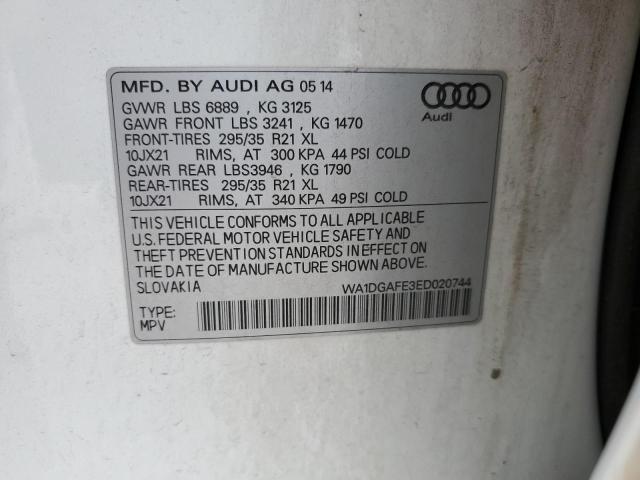 MFD. BY AUDI AG 05 14
GVWR LBS 6889 , KG 3125
GAWR FRONT LBS 3241 , KG 1470
FRONT-TIRES 295/35 R21 XL
10JX21 RIMS, AT 300 KPA 44 PSI COLD
GAWR REAR LBS3946 , KG 1790
REAR-TIRES 295/35 R21 XL
10JX21 RIMS, AT 340 KPA 49 PSI COLD
Audi
THIS VEHICLE CONFORMS TO ALL APPLICABLE
U.S. FEDERAL MOTOR VEHICLE SAFETY AND
THEFT PREVENTION STANDARDS IN EFFECT ON
THE DATE OF MANUFACTURE SHOWN ABOVE.
SLOVAKIA WA1DGAFE3ED020744
TYPE:
MPV